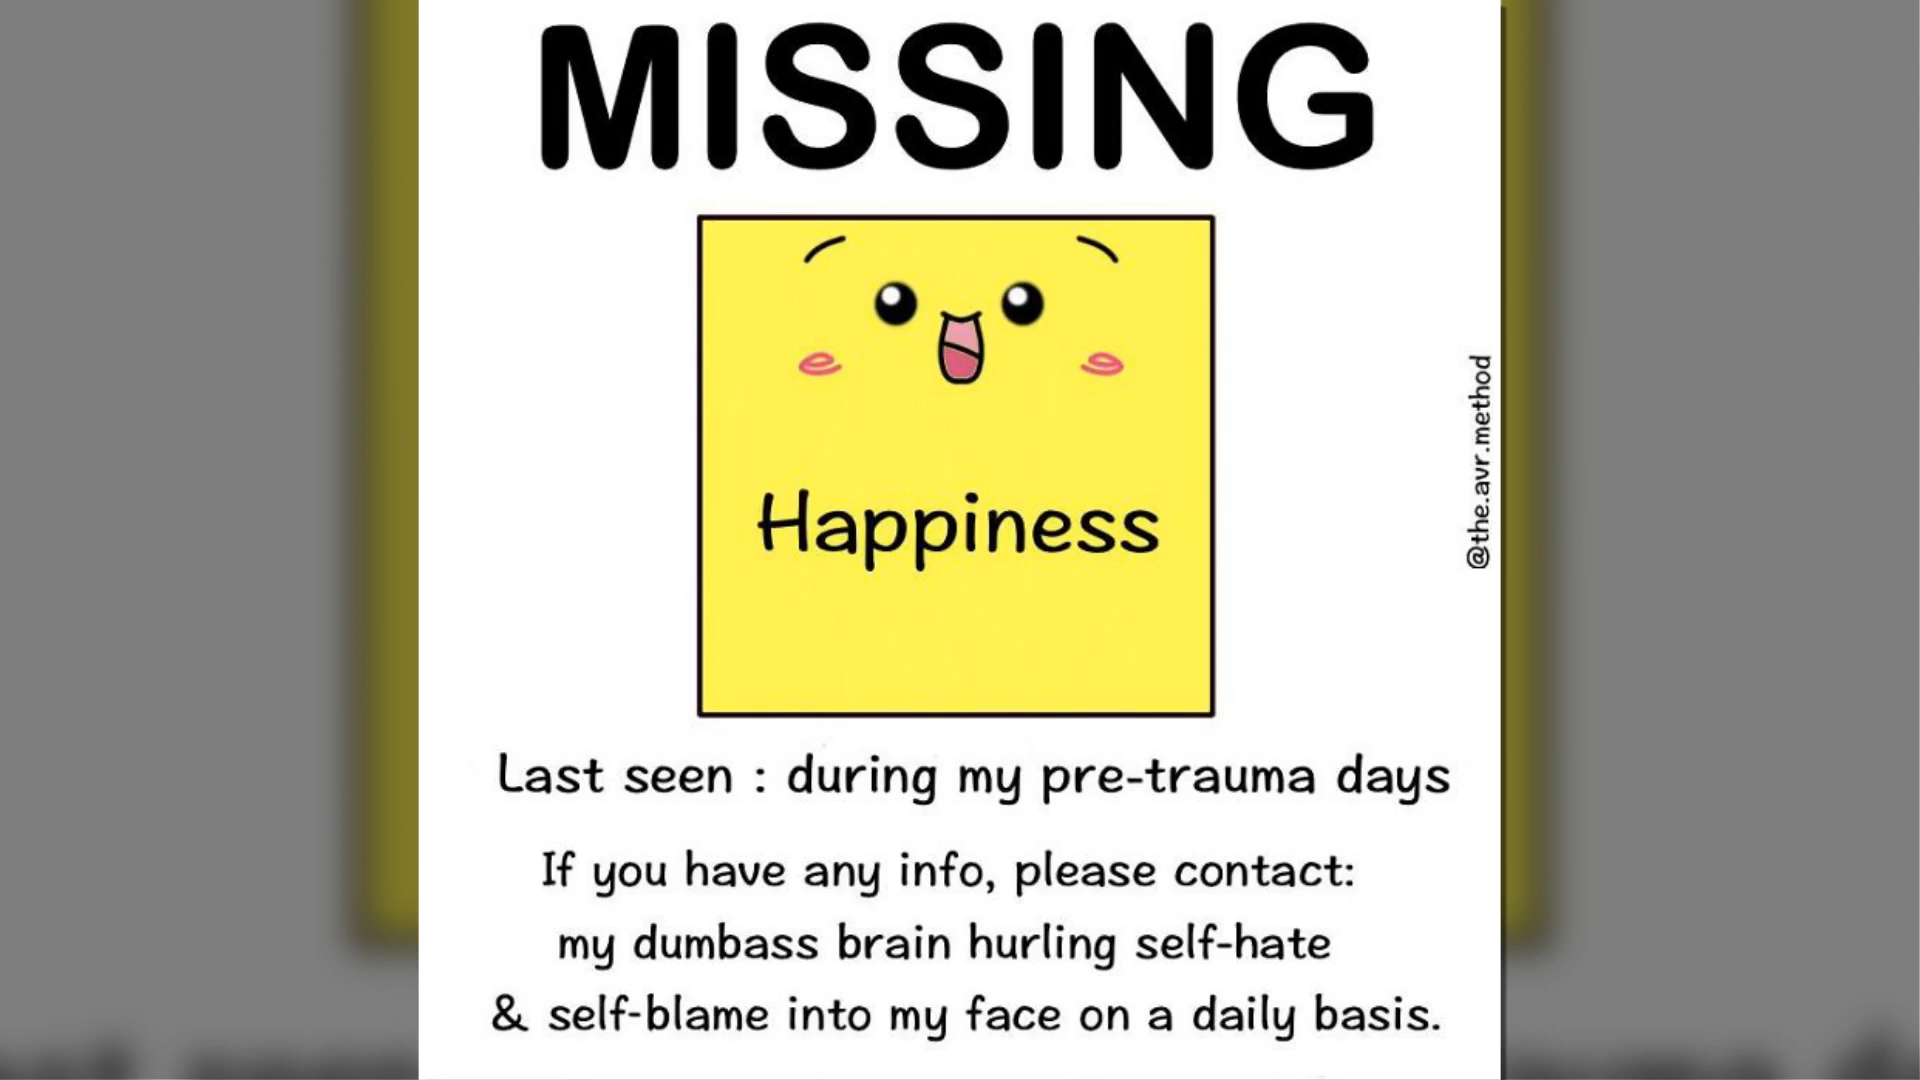 MISSING
Happiness
@the.avr.method
Last seen : during my pre-trauma days
If you have any info, please contact:
my dumbass brain hurling self-hate
& self-blame into my face on a daily basis.